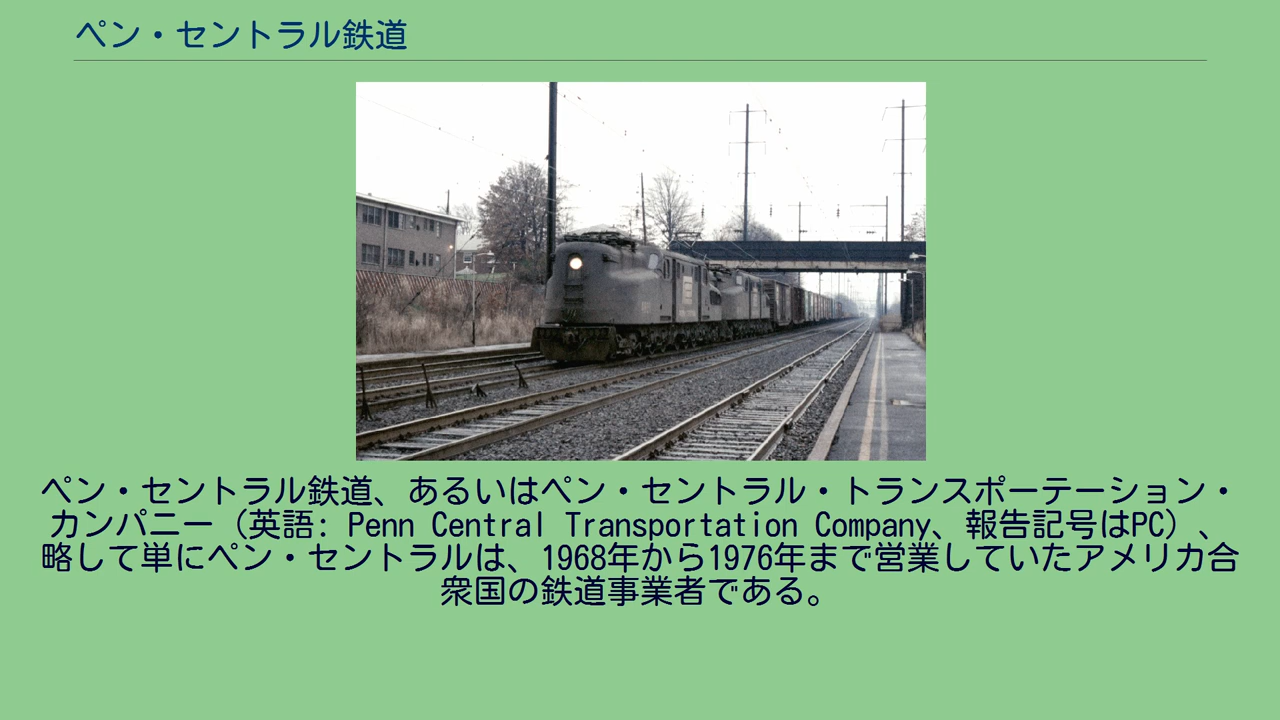 ペン・セントラル鉄道
ペン・セントラル鉄道、あるいはペン・セントラル・トランスポーテーション・
カンパニー（英語: Penn Central Transportation Company、報告記号はPC）、
略して単にペン・セントラルは、1968年から1976年まで営業していたアメリカ合
衆国の鉄道事業者である。